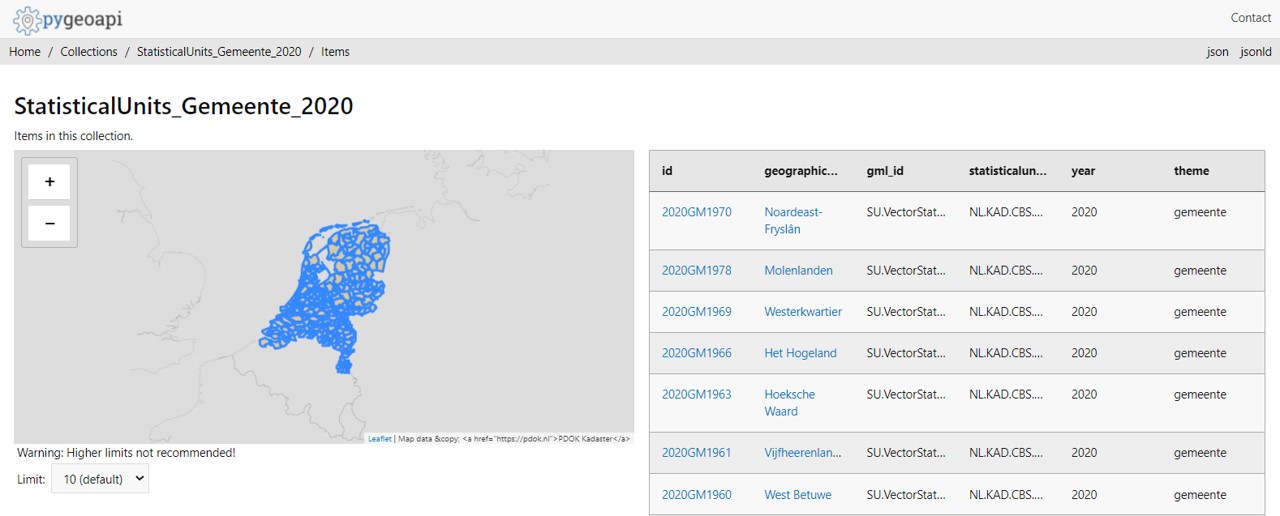 pygeoapi
Contact
Home / Collections / StatisticalUnits_Gemeente_2020 / Items
json jsonld
StatisticalUnits_Gemeente_2020
Items in this collection.
+
−
Leaflet | Map data &copy; <a href="https://pdok.nl">PDOK Kadaster</a>
Warning: Higher limits not recommended!
Limit: 10 (default)
id geographic... gml_id statisticalun... year theme
2020GM1970 Noardeast- SU.VectorStat... NL.KAD.CBS.... 2020 gemeente
Fryslân
2020GM1978 Molenlanden SU.VectorStat... NL.KAD.CBS.... 2020 gemeente
2020GM1969 Westerkwartier SU.VectorStat... NL.KAD.CBS.... 2020 gemeente
2020GM1966 Het Hogeland SU.VectorStat... NL.KAD.CBS.... 2020 gemeente
2020GM1963 Hoeksche SU.VectorStat... NL.KAD.CBS.... 2020 gemeente
Waard
2020GM1961 Vijfheerenlan... SU.VectorStat... NL.KAD.CBS.... 2020 gemeente
2020GM1960 West Betuwe SU.VectorStat... NL.KAD.CBS.... 2020 gemeente